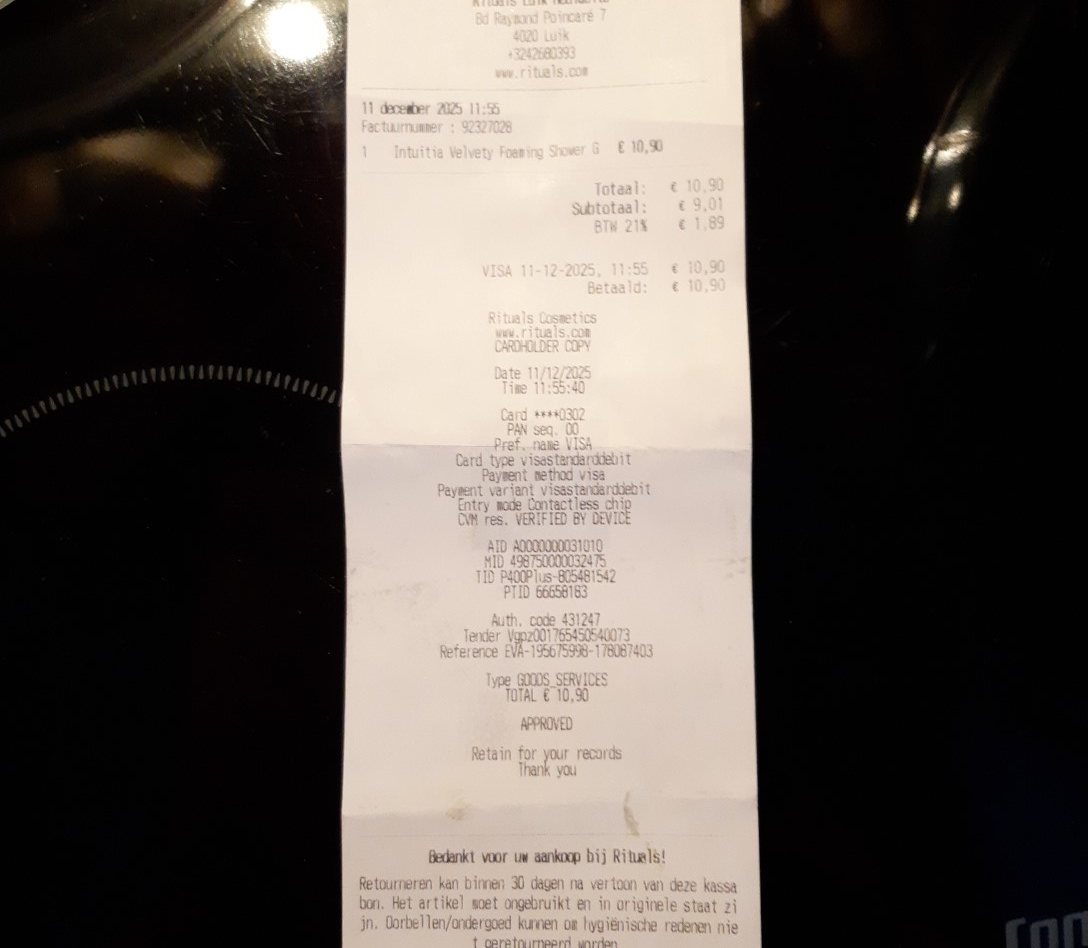 Rituals Luik
Bd Raymond Poincaré 7
4020 Luik
+3242680393
www.rituals.com
11 december 2025 11:55
Factuurnummer : 92327028
1 Intuitia Velvety Foaming Shower G € 10,90
Totaal: € 10,90
Subtotaal: € 9,01
BTW 21% € 1,89
VISA 11-12-2025, 11:55 € 10,90
Betaald: € 10,90
Rituals Cosmetics
www.rituals.com
CARDHOLDER COPY
Date 11/12/2025
Time 11:55:40
Card ****0302
PAN seq. 00
Pref. name VISA
Card type visastandarddebit
Payment method visa
Payment variant visastandarddebit
Entry mode Contactless chip
CVM res. VERIFIED BY DEVICE
AID A0000000031010
MID 498750000032475
TID P400Plus-805481542
PTID 66658183
Auth. code 431247
Tender Vgpz001765450540073
Reference EVA-195675998-178087403
Type GOODS_SERVICES
TOTAL € 10,90
APPROVED
Retain for your records
Thank you
Bedankt voor uw aankoop bij Rituals!
Retourneren kan binnen 30 dagen na vertoon van deze kassa
bon. Het artikel moet ongebruikt en in originele staat zi
jn. Oorbellen/ondergoed kunnen om hygiënische redenen nie
t geretourneerd worden